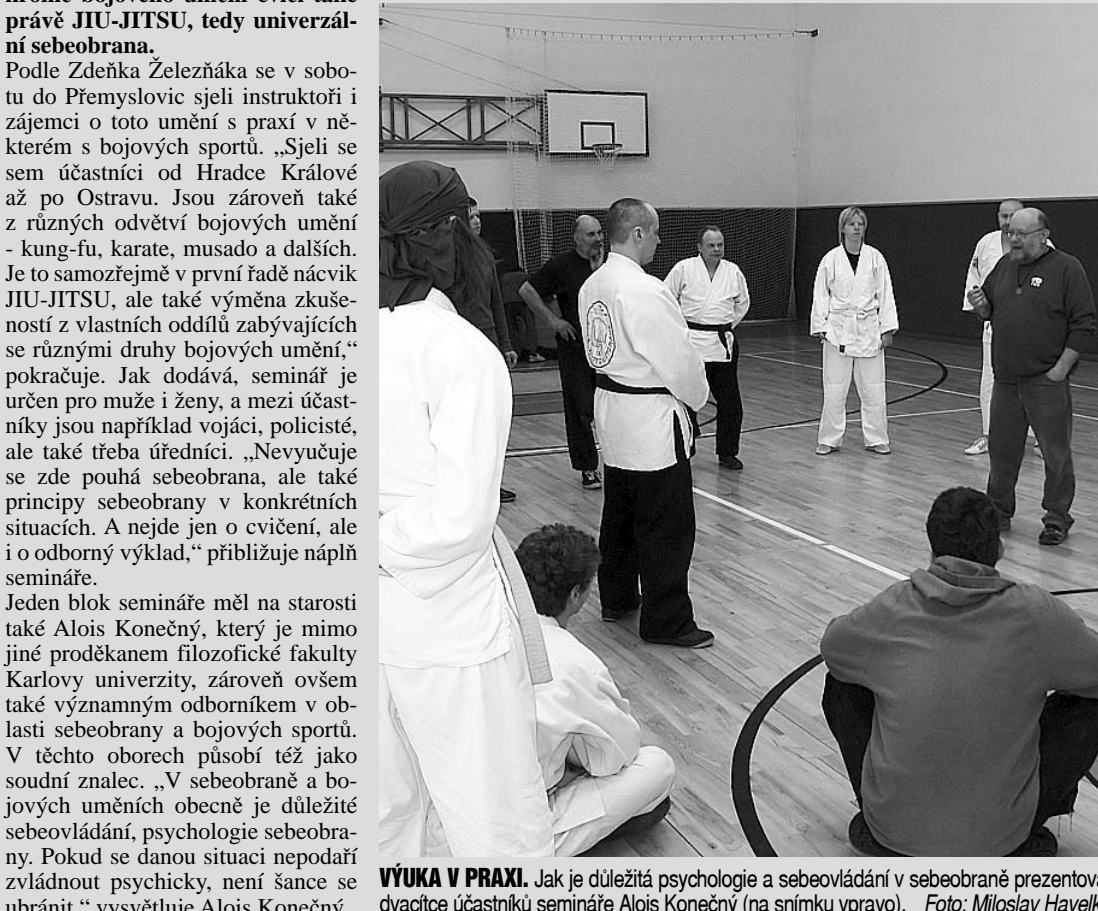 právě JIU-JITSU, tedy univerzál-
ní sebeobrana.
Podle Zdeňka Železňáka se v sobo-
tu do Přemyslovic sjeli instruktoři i
zájemci o toto umění s praxí v ně-
kterém s bojových sportů. „Sjeli se
sem účastníci od Hradce Králové
až po Ostravu. Jsou zároveň také
z různých odvětví bojových umění
- kung-fu, karate, musado a dalších.
Je to samozřejmě v první řadě nácvik
JIU-JITSU, ale také výměna zkuše-
ností z vlastních oddílů zabývajících
se různými druhy bojových umění,“
pokračuje. Jak dodává, seminář je
určen pro muže i ženy, a mezi účast-
níky jsou například vojáci, policisté,
ale také třeba úředníci. „Nevyučuje
se zde pouhá sebeobrana, ale také
principy sebeobrany v konkrétních
situacích. A nejde jen o cvičení, ale
i o odborný výklad,“ přibližuje náplň
semináře.
Jeden blok semináře měl na starosti
také Alois Konečný, který je mimo
jiné proděkanem filozofické fakulty
Karlovy univerzity, zároveň ovšem
také významným odborníkem v ob-
lasti sebeobrany a bojových sportů.
V těchto oborech působí též jako
soudní znalec. „V sebeobraně a bo-
jových uměních obecně je důležité
sebeovládání, psychologie sebeobra-
ny. Pokud se danou situaci nepodaří
zvládnout psychicky, není šance se
ubránit,“ vysvětluje Alois Konečný.
VÝUKA V PRAXI. Jak je důležitá psychologie a sebeovládání v sebeobraně prezentova
dvacítce účastníků semináře Alois Konečný (na snímku vpravo). Foto: Miloslav Havelk